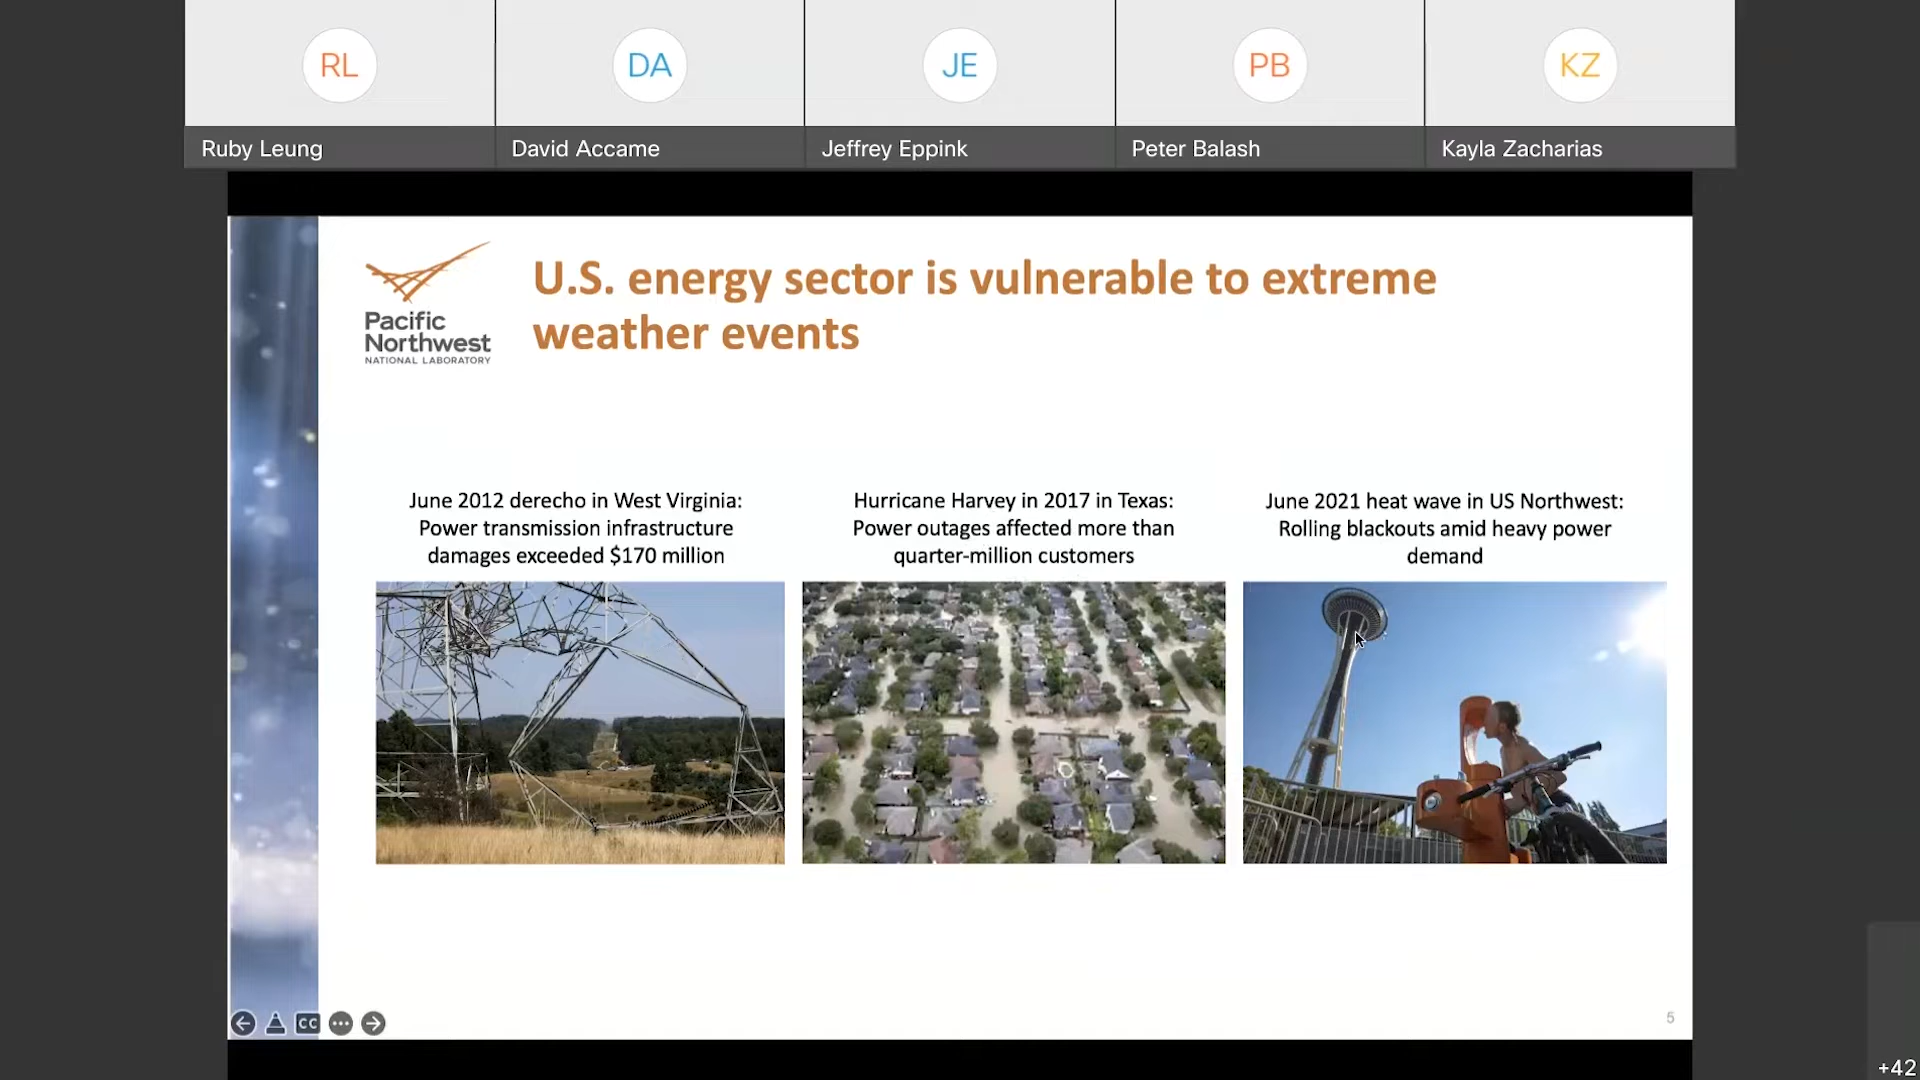 RL
DA
JE
PB
KZ
Ruby Leung
David Accame
Jeffrey Eppink
Peter Balash
Kayla Zacharias
Pacific
Northwest
NATIONAL LABORATORY
U.S. energy sector is vulnerable to extreme
weather events
June 2012 derecho in West Virginia:
Power transmission infrastructure
damages exceeded $170 million
Hurricane Harvey in 2017 in Texas:
Power outages affected more than
quarter-million customers
June 2021 heat wave in US Northwest:
Rolling blackouts amid heavy power
demand
CC
5
+42